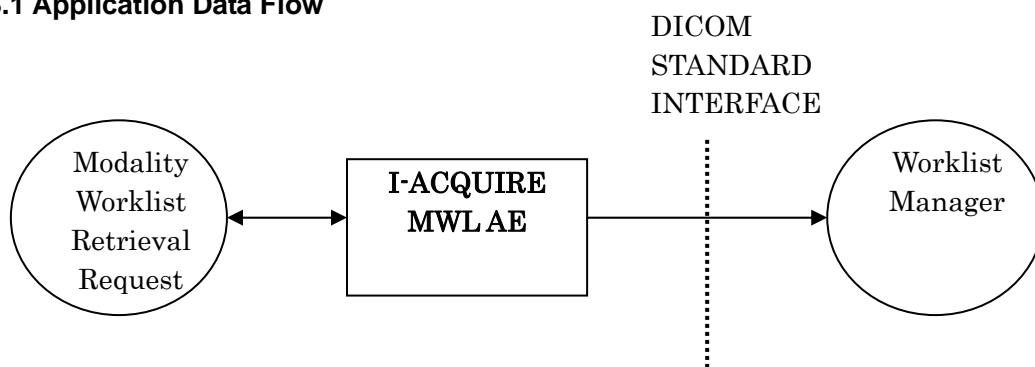 .1 Application Data Flow
DICOM
STANDARD
INTERFACE
Modality
Worklist
Retrieval
Request
I-ACQUIRE
MWL AE
Worklist
Manager